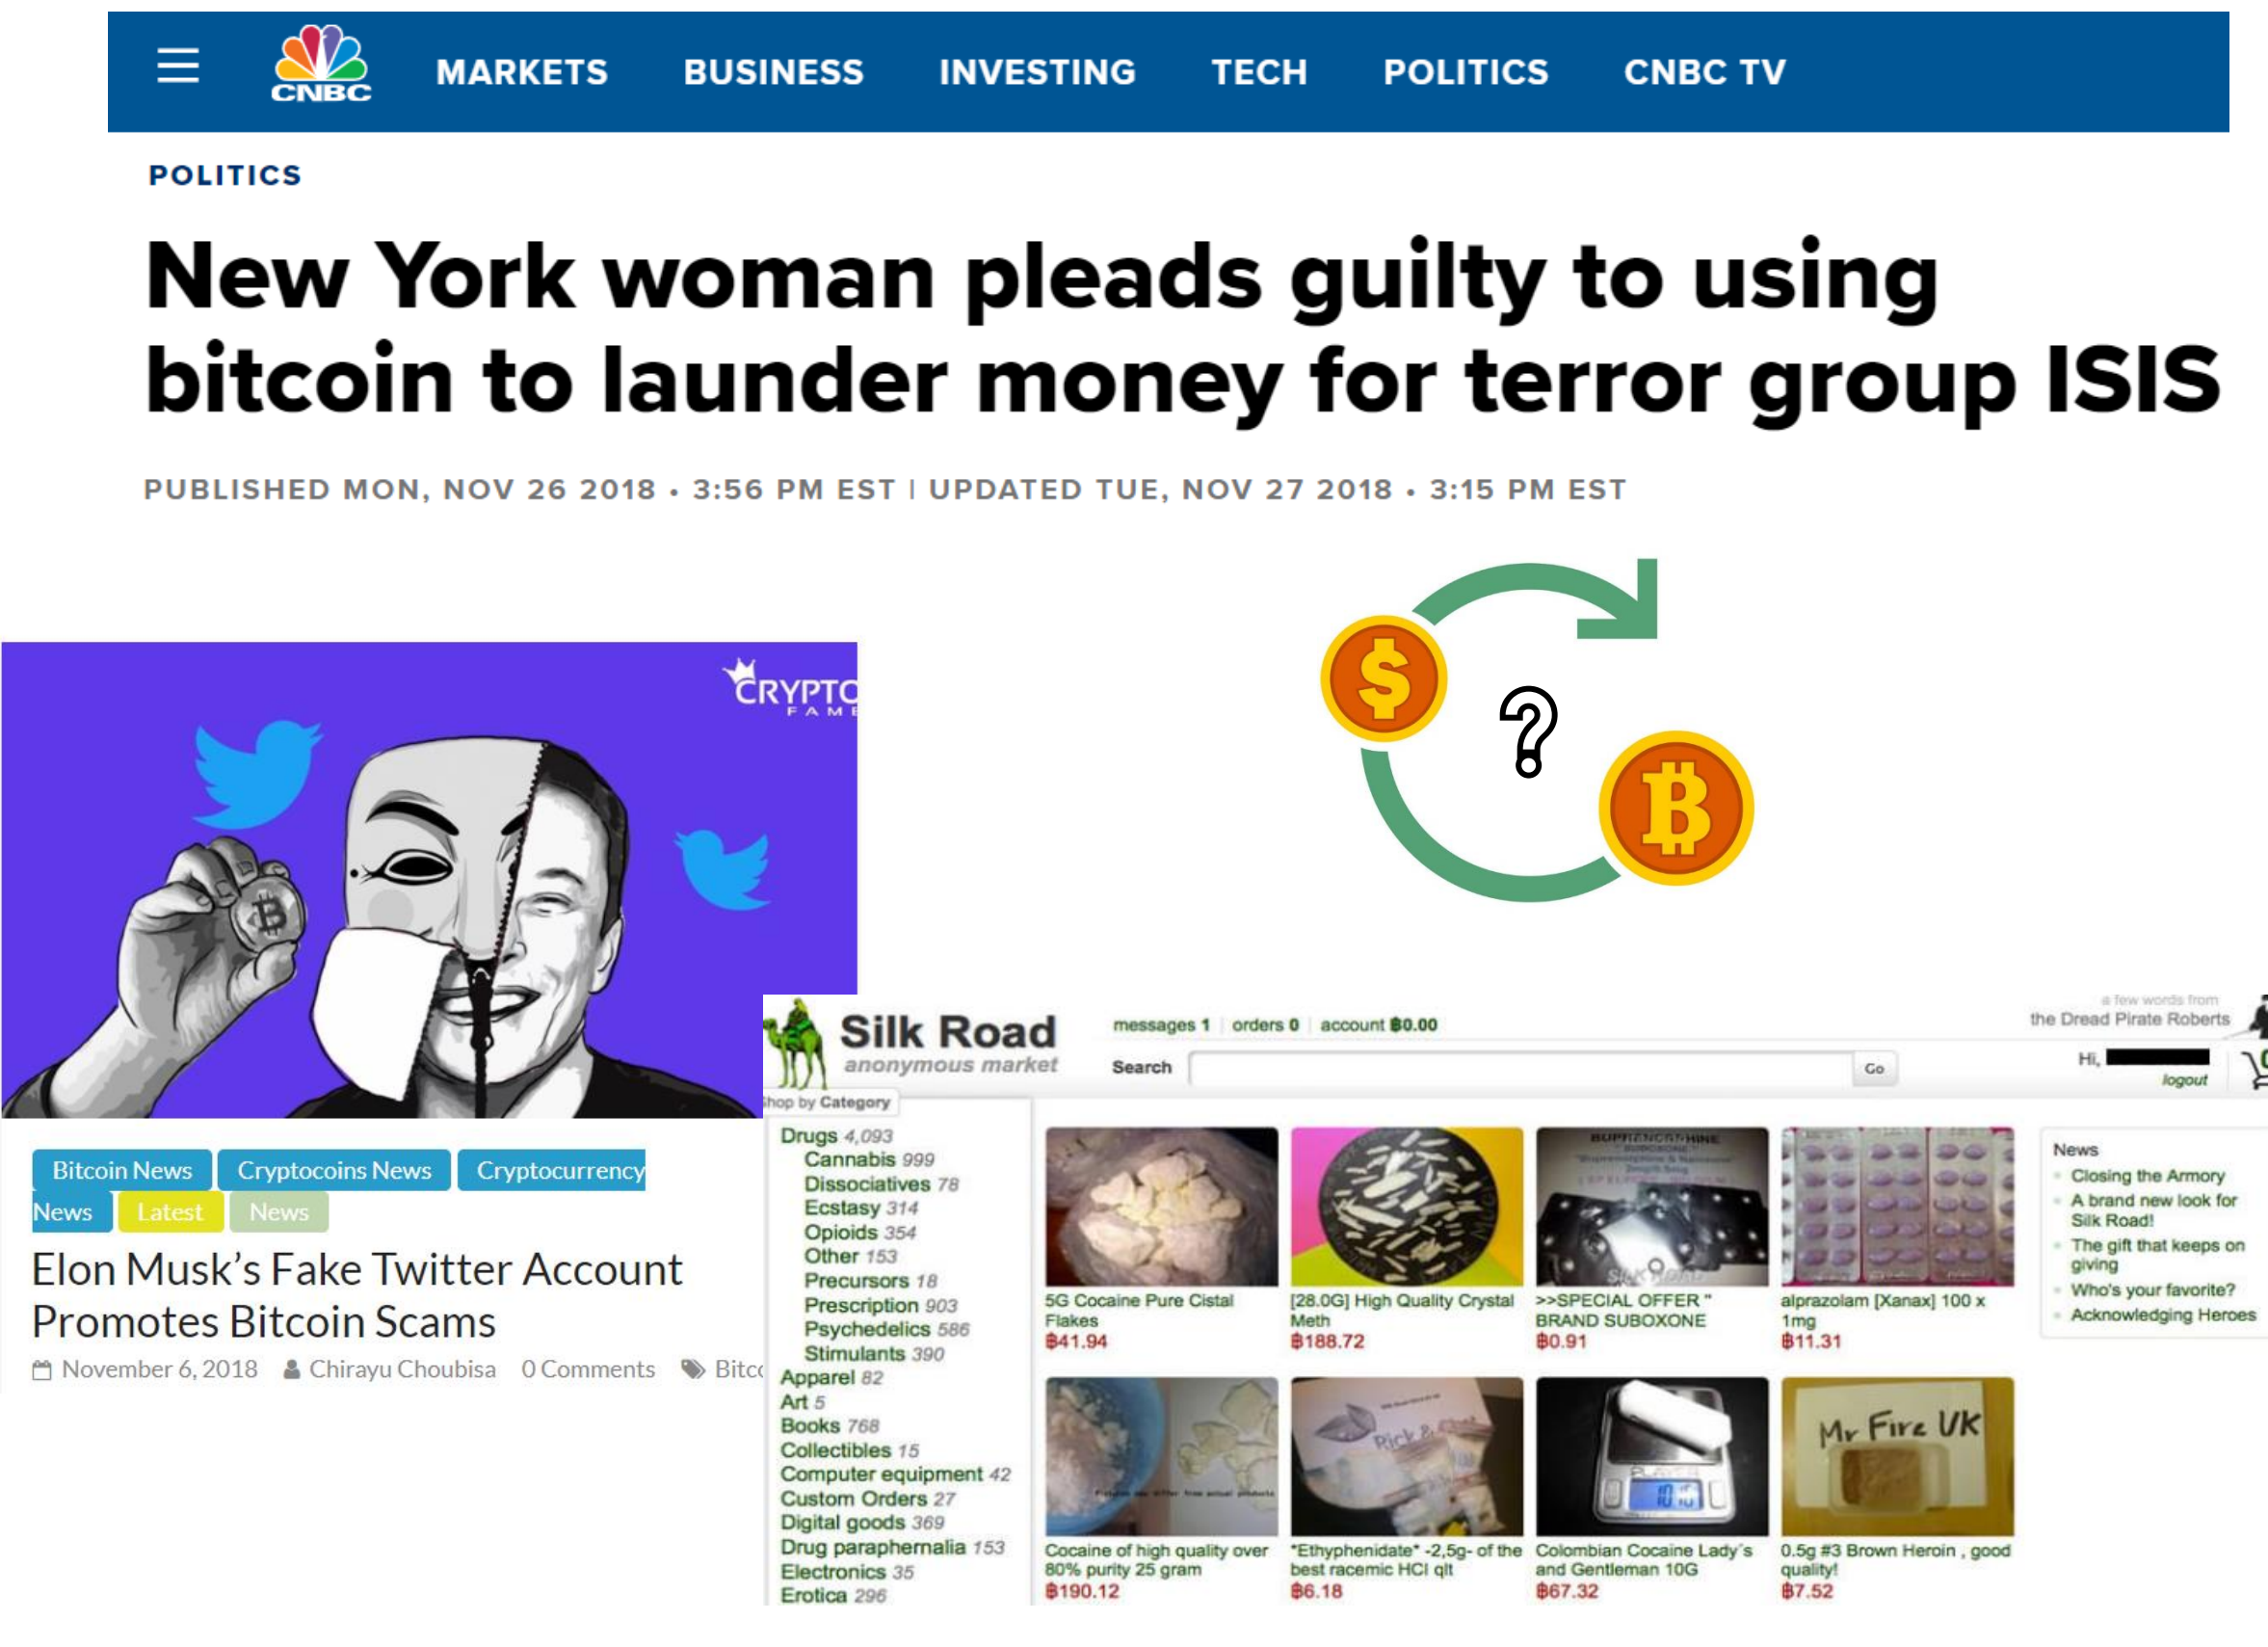 CNBC
MARKETS BUSINESS INVESTING TECH POLITICS CNBC TV
POLITICS
New York woman pleads guilty to using
bitcoin to launder money for terror group ISIS
PUBLISHED MON, NOV 26 2018 • 3:56 PM EST | UPDATED TUE, NOV 27 2018 • 3:15 PM EST
$
?
B
CRYPTO
FAME
B
Bitcoin News Cryptocoins News Cryptocurrency
News Latest News
Elon Musk's Fake Twitter Account
Promotes Bitcoin Scams
November 6, 2018 Chirayu Choubisa 0 Comments Bitc
Silk Road
anonymous market
messages 1 orders 0 account ฿0.00
Search
Go
a few words from
the Dread Pirate Roberts
Hi,
logout
hop by Category
Drugs 4,093
Cannabis 999
Dissociatives 78
Ecstasy 314
Opioids 354
Other 153
Precursors 18
Prescription 903
Psychedelics 586
Stimulants 390
Apparel 82
Art 5
Books 768
Collectibles 15
Computer equipment 42
Custom Orders 27
Digital goods 369
Drug paraphernalia 153
Electronics 35
Erotica 296
5G Cocaine Pure Cistal
Flakes
฿41.94
[28.0G] High Quality Crystal
Meth
฿188.72
SILK ROAD
>>SPECIAL OFFER "
BRAND SUBOXONE
฿0.91
alprazolam [Xanax] 100 x
1mg
฿11.31
Cocaine of high quality over
80% purity 25 gram
฿190.12
*Ethyphenidate* -2,5g- of the
best racemic HCl qlt
฿6.18
Colombian Cocaine Lady's
and Gentleman 10G
฿67.32
Mr Fire UK
0.5g #3 Brown Heroin , good
quality!
฿7.52
News
Closing the Armory
A brand new look for
Silk Road!
The gift that keeps on
giving
Who's your favorite?
Acknowledging Heroes